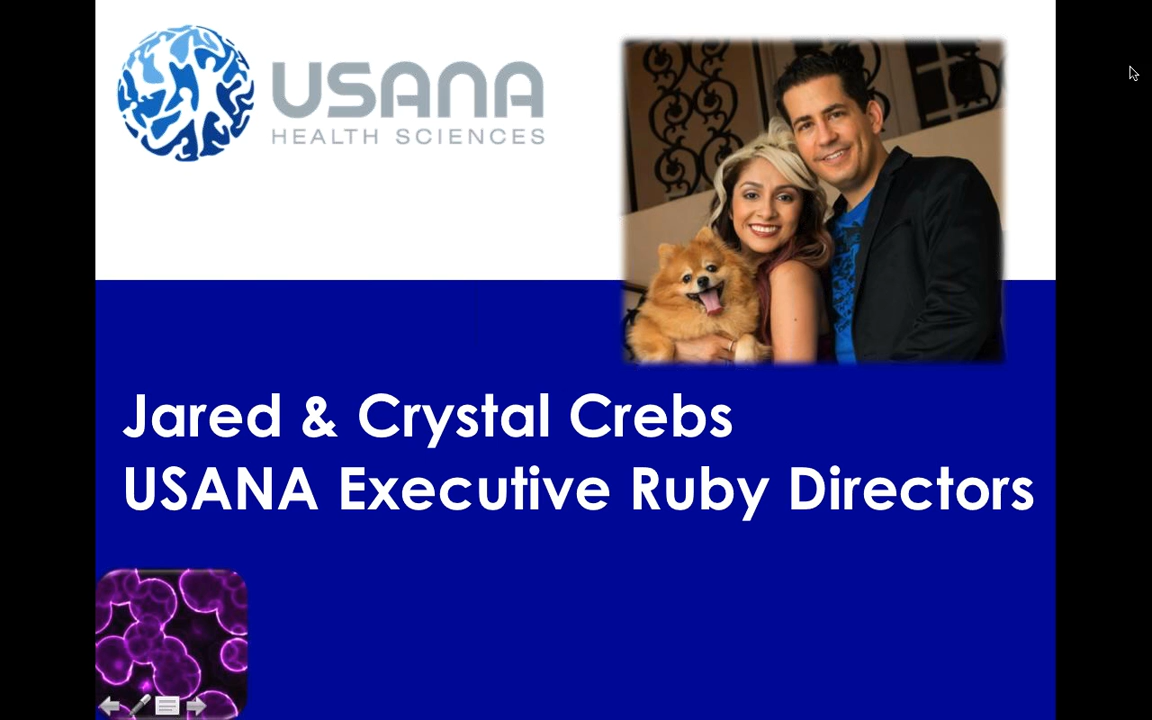 USANA
HEALTH SCIENCES
Jared & Crystal Crebs
USANA Executive Ruby Directors